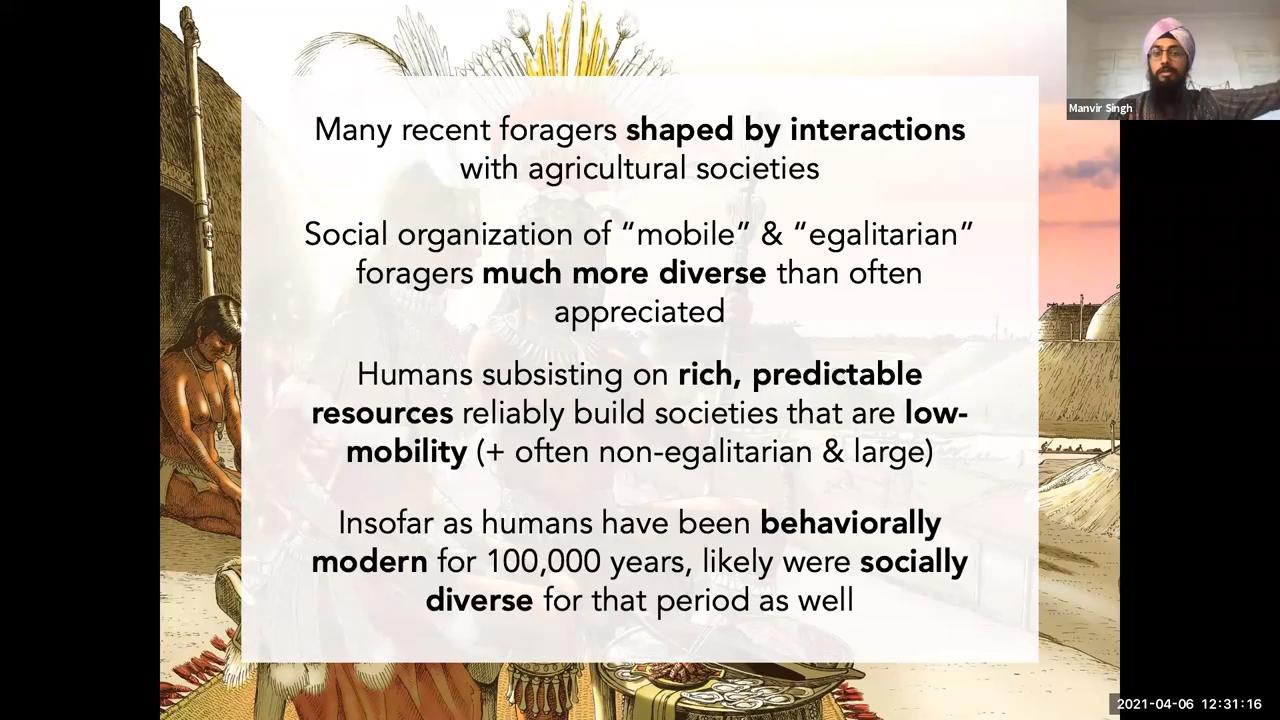 Many recent foragers shaped by interactions
with agricultural societies
Social organization of “mobile” & “egalitarian”
foragers much more diverse than often
appreciated
Humans subsisting on rich, predictable
resources reliably build societies that are low-
mobility (+ often non-egalitarian & large)
Insofar as humans have been behaviorally
modern for 100,000 years, likely were socially
diverse for that period as well
Manvir Singh
2021-04-06 12:31:16